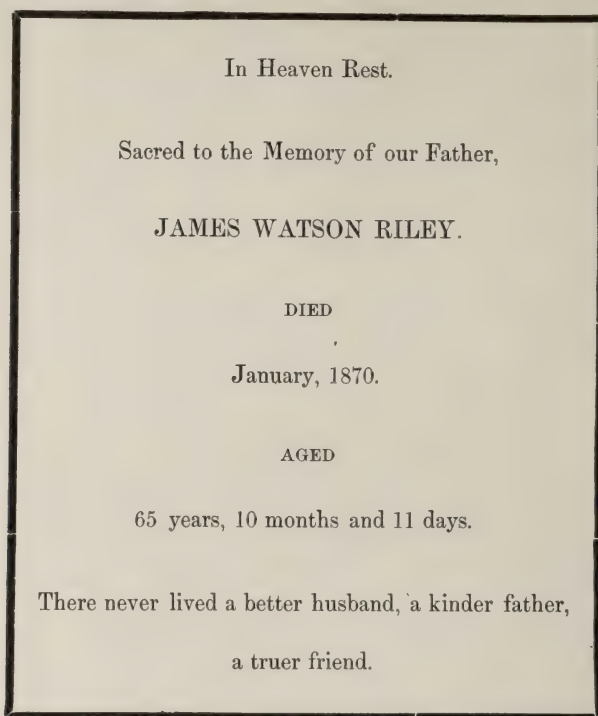 In Heaven Rest.
Sacred to the Memory of our Father,
JAMES WATSON RILEY.
DIED
January, 1870.
AGED
65 years, 10 months and 11 days.
There never lived a better husband, a kinder father,
a truer friend.